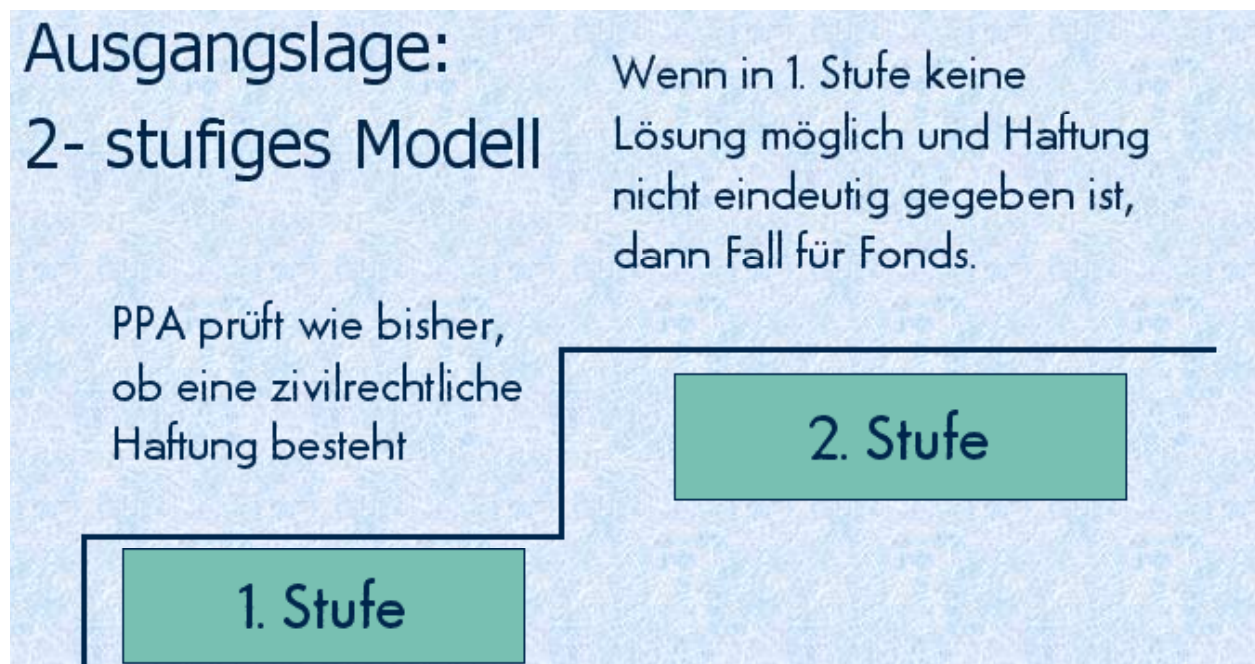 Ausgangslage:
2- stufiges Modell
Wenn in 1. Stufe keine
Lösung möglich und Haftung
nicht eindeutig gegeben ist,
dann Fall für Fonds.
PPA prüft wie bisher,
ob eine zivilrechtliche
Haftung besteht
2. Stufe
1. Stufe